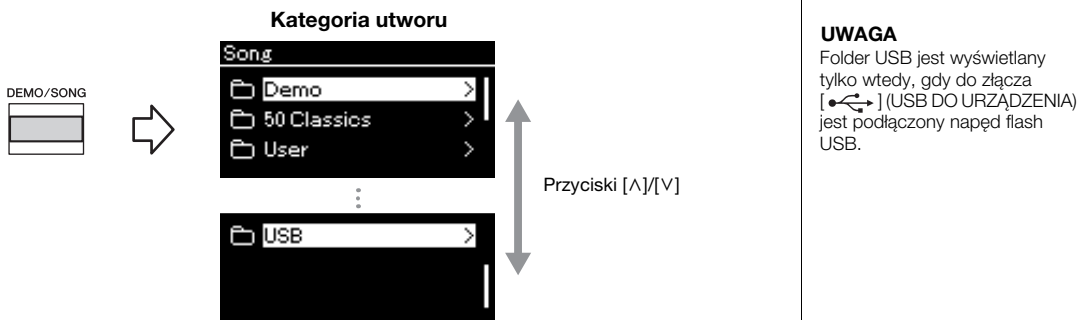 Kategoria utworu
DEMO/SONG
Song
Demo >
50 Classics >
User >
USB >
Przyciski [∧]/[∨]
UWAGA
Folder USB jest wyświetlany
tylko wtedy, gdy do złącza
[ ] (USB DO URZĄDZENIA)
jest podłączony napęd flash
USB.